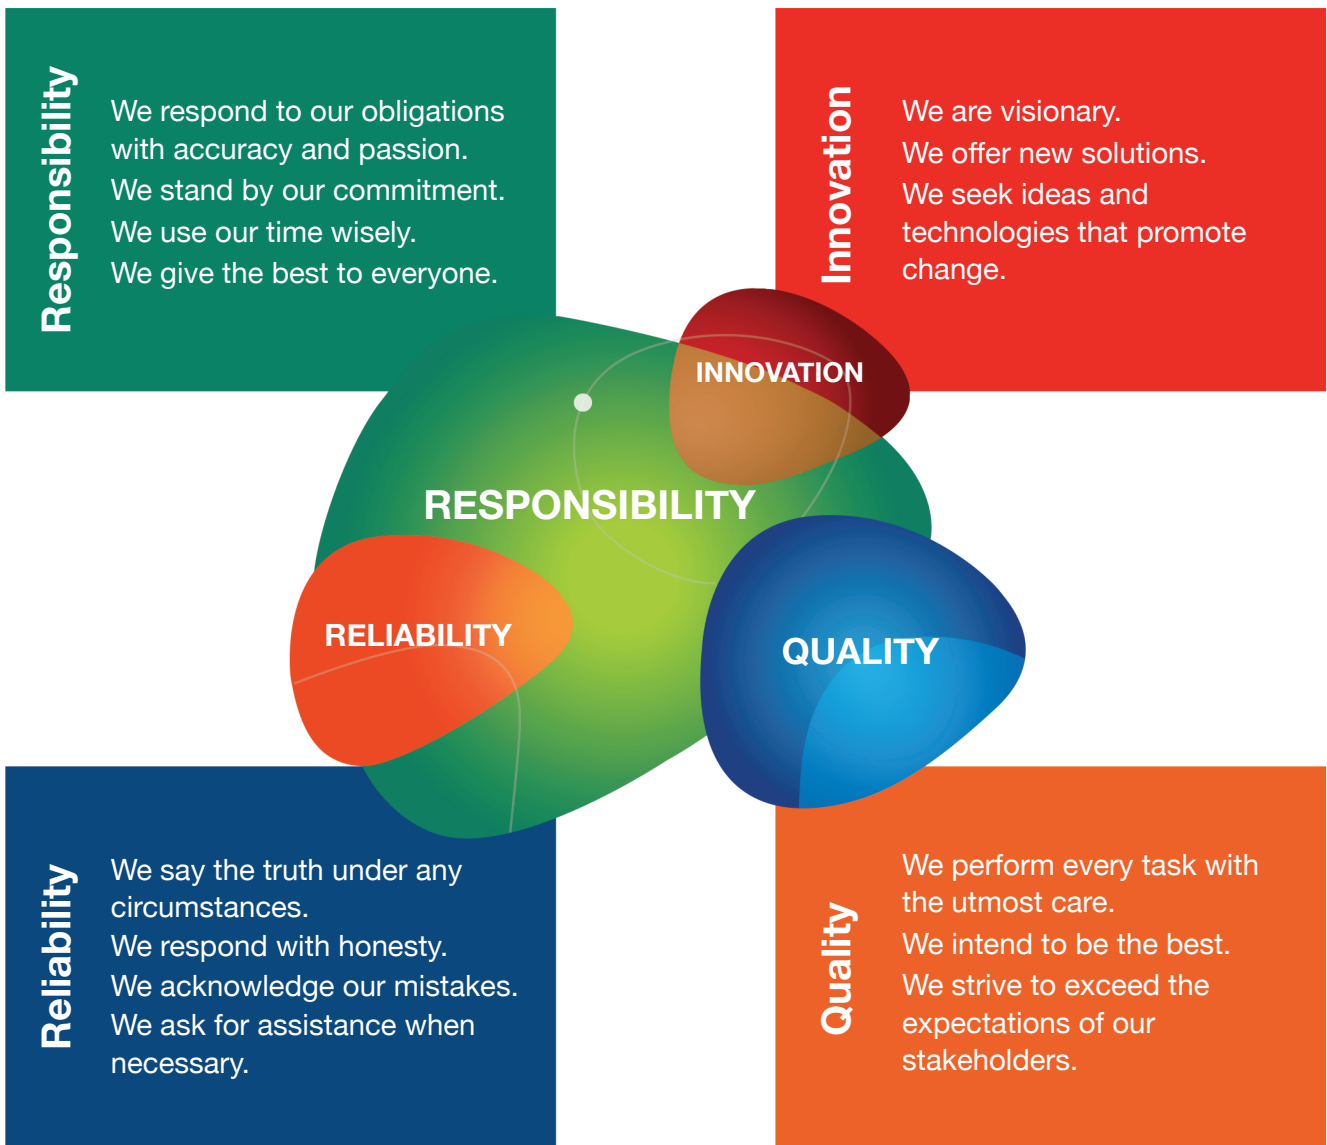 Responsibility
We respond to our obligations
with accuracy and passion.
We stand by our commitment.
We use our time wisely.
We give the best to everyone.
Innovation
We are visionary.
We offer new solutions.
We seek ideas and
technologies that promote
change.
INNOVATION
RESPONSIBILITY
RELIABILITY
QUALITY
Reliability
We say the truth under any
circumstances.
We respond with honesty.
We acknowledge our mistakes.
We ask for assistance when
necessary.
Quality
We perform every task with
the utmost care.
We intend to be the best.
We strive to exceed the
expectations of our
stakeholders.